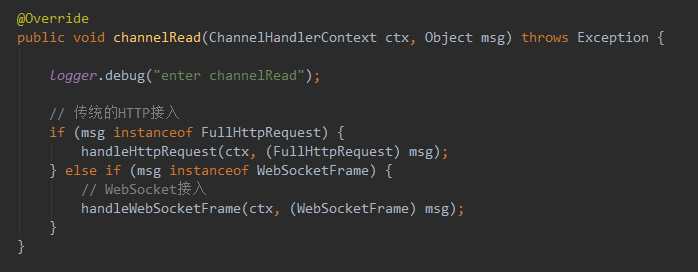 @Override
public void channelRead(ChannelHandlerContext ctx, Object msg) throws Exception {
logger.debug("enter channelRead");
// 传统的HTTP接入
if (msg instanceof FullHttpRequest) {
handleHttpRequest(ctx, (FullHttpRequest) msg);
} else if (msg instanceof WebSocketFrame) {
// WebSocket接入
handleWebSocketFrame(ctx, (WebSocketFrame) msg);
}
}